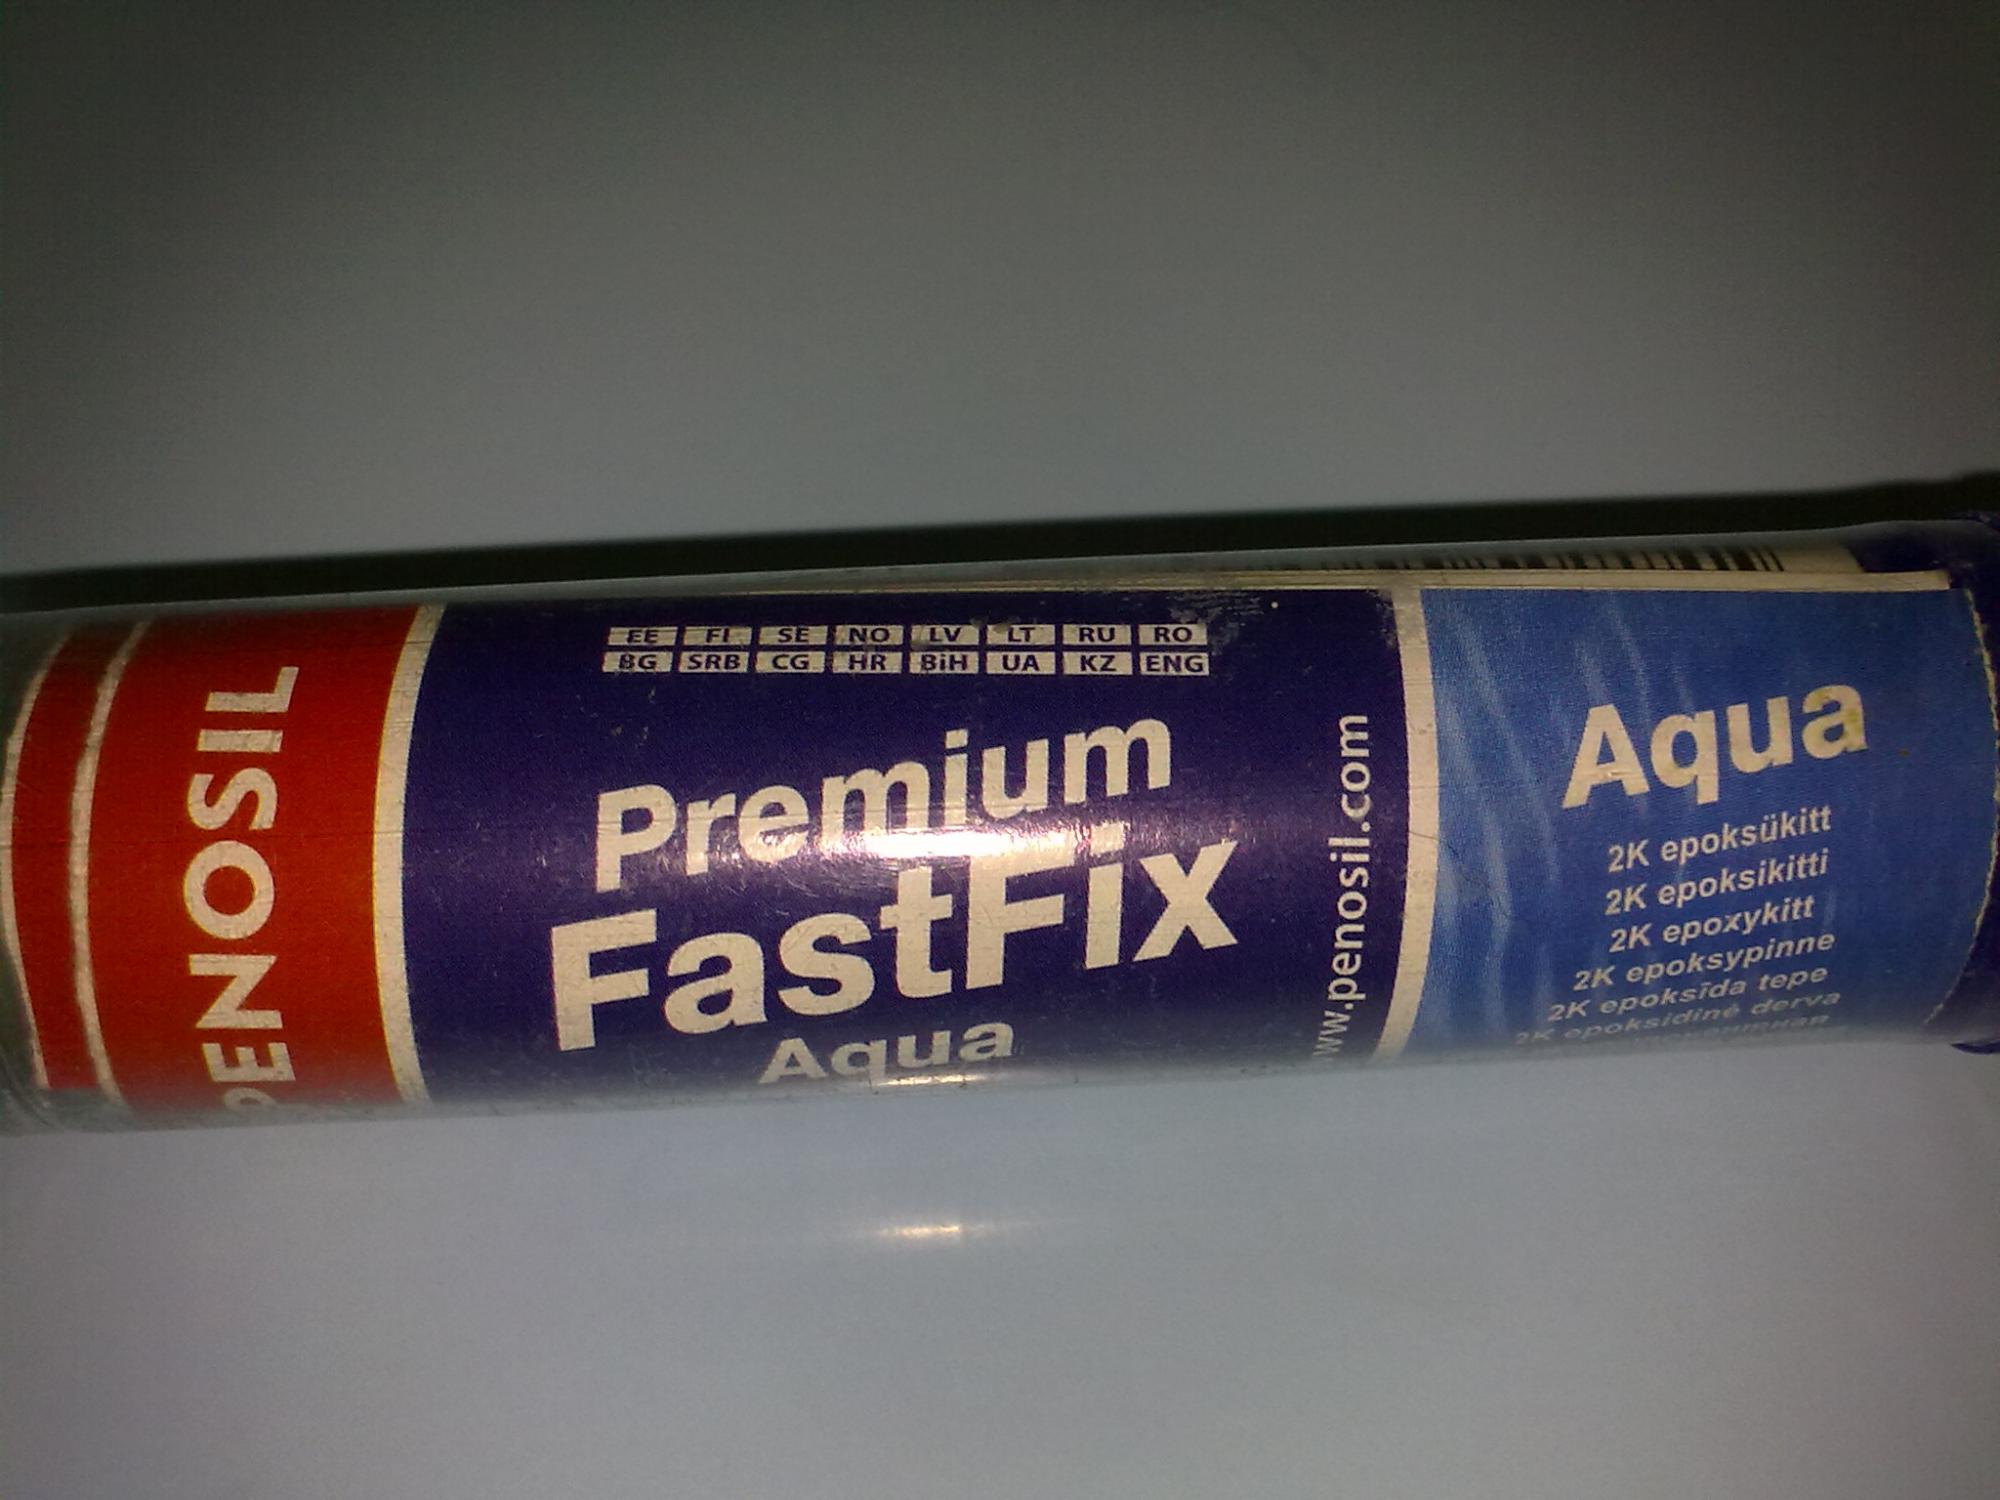 PENOSIL
EE FI SE NO LV LT RU RO
BG SRB CG HR BiH UA KZ ENG
Premium
FastFix
Aqua
www.penosil.com
Aqua
2K epoksükitt
2K epoksikitti
2K epoxykitt
2K epoksypinne
2K epoksīda tepe
2K epoksidinė derva